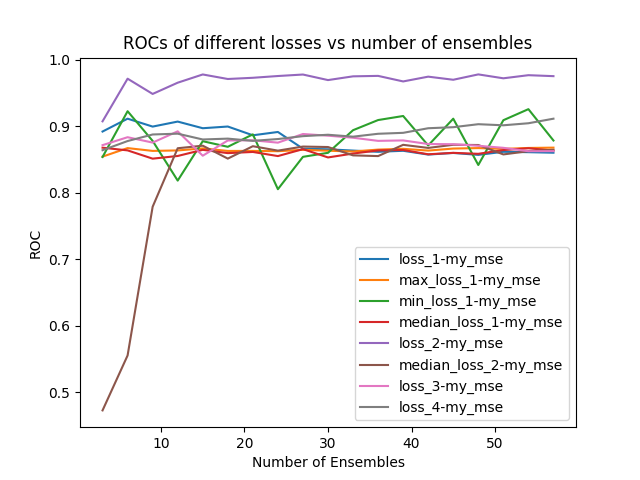 ROCs of different losses vs number of ensembles
1.0
0.9
0.8
0.7
0.6
0.5
ROC
10
20
30
40
50
Number of Ensembles
loss_1-my_mse
max_loss_1-my_mse
min_loss_1-my_mse
median_loss_1-my_mse
loss_2-my_mse
median_loss_2-my_mse
loss_3-my_mse
loss_4-my_mse